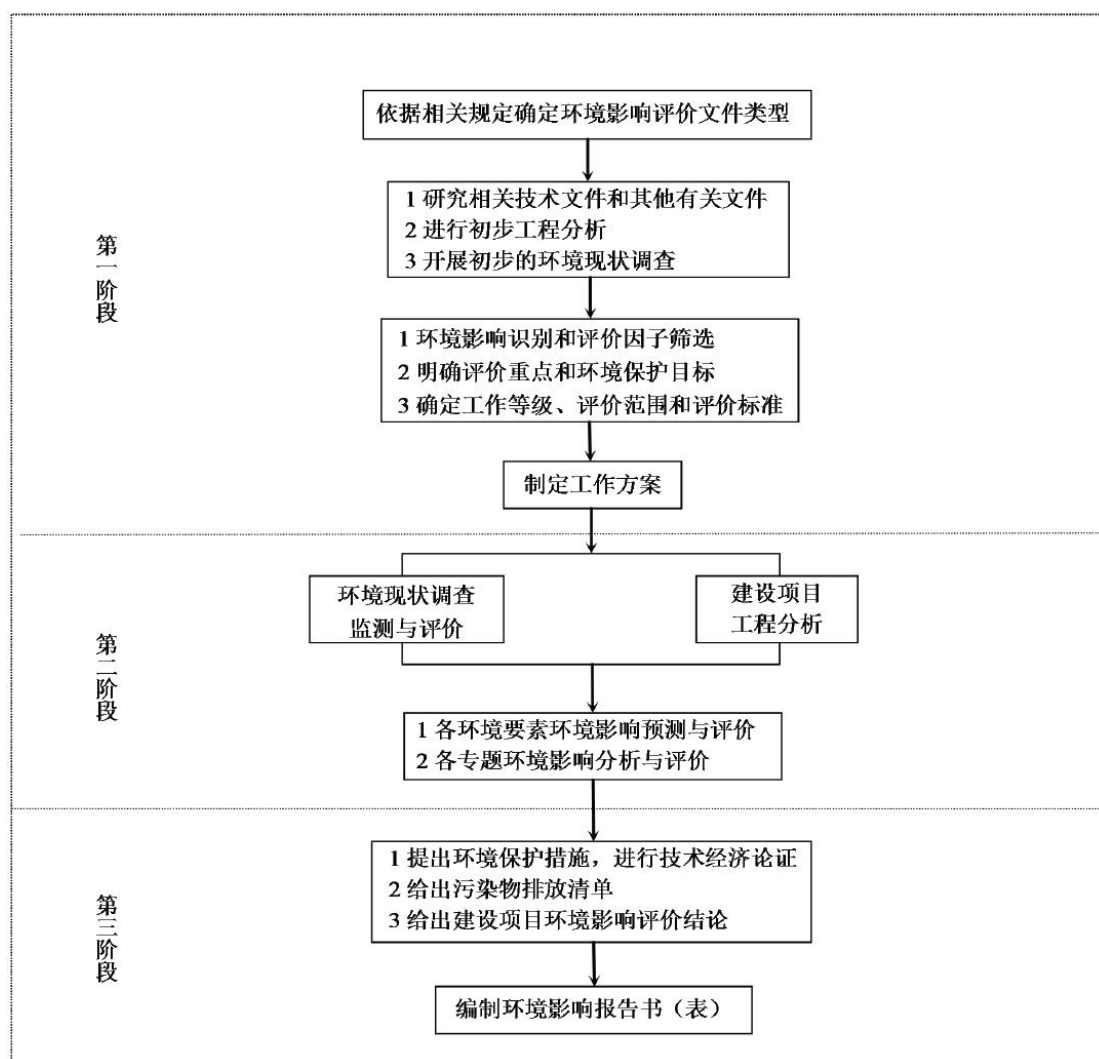 依据相关规定确定环境影响评价文件类型
1 研究相关技术文件和其他有关文件
2 进行初步工程分析
3 开展初步的环境现状调查
第一阶段
1 环境影响识别和评价因子筛选
2 明确评价重点和环境保护目标
3 确定工作等级、评价范围和评价标准
制定工作方案
第二阶段
环境现状调查
监测与评价
建设项目
工程分析
1 各环境要素环境影响预测与评价
2 各专题环境影响分析与评价
第三阶段
1 提出环境保护措施，进行技术经济论证
2 给出污染物排放清单
3 给出建设项目环境影响评价结论
编制环境影响报告书（表）